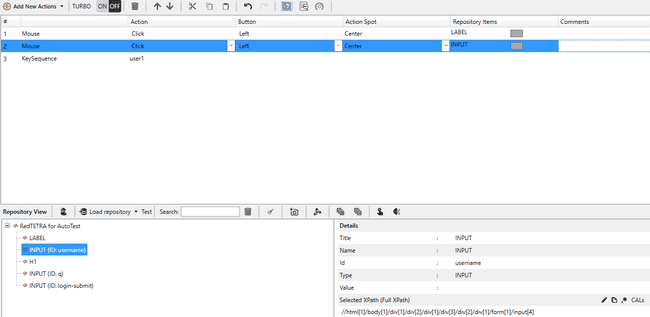 Add New Actions TURBO ON OFF
# Action Button Action Spot Repository Items Comments
1 Mouse Click Left Center LABEL
2 Mouse Click Left Center INPUT
3 KeySequence user1
Repository View Load repository Test Search:
RedTETRA for AutoTest
LABEL
INPUT (ID: username)
H1
INPUT (ID: q)
INPUT (ID: login-submit)
Details
Title : INPUT
Name : INPUT
Id : username
Type : INPUT
Value :
Selected XPath (Full XPath) CALs
//html[1]/body[1]/div[1]/div[2]/div[1]/div[3]/div[2]/div[1]/form[1]/input[4]